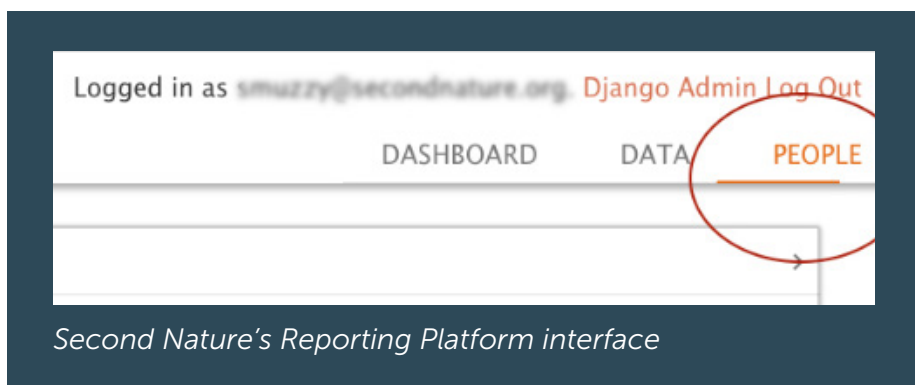 Logged in as Django Admin Log Out
DASHBOARD DATA PEOPLE
Second Nature's Reporting Platform interface